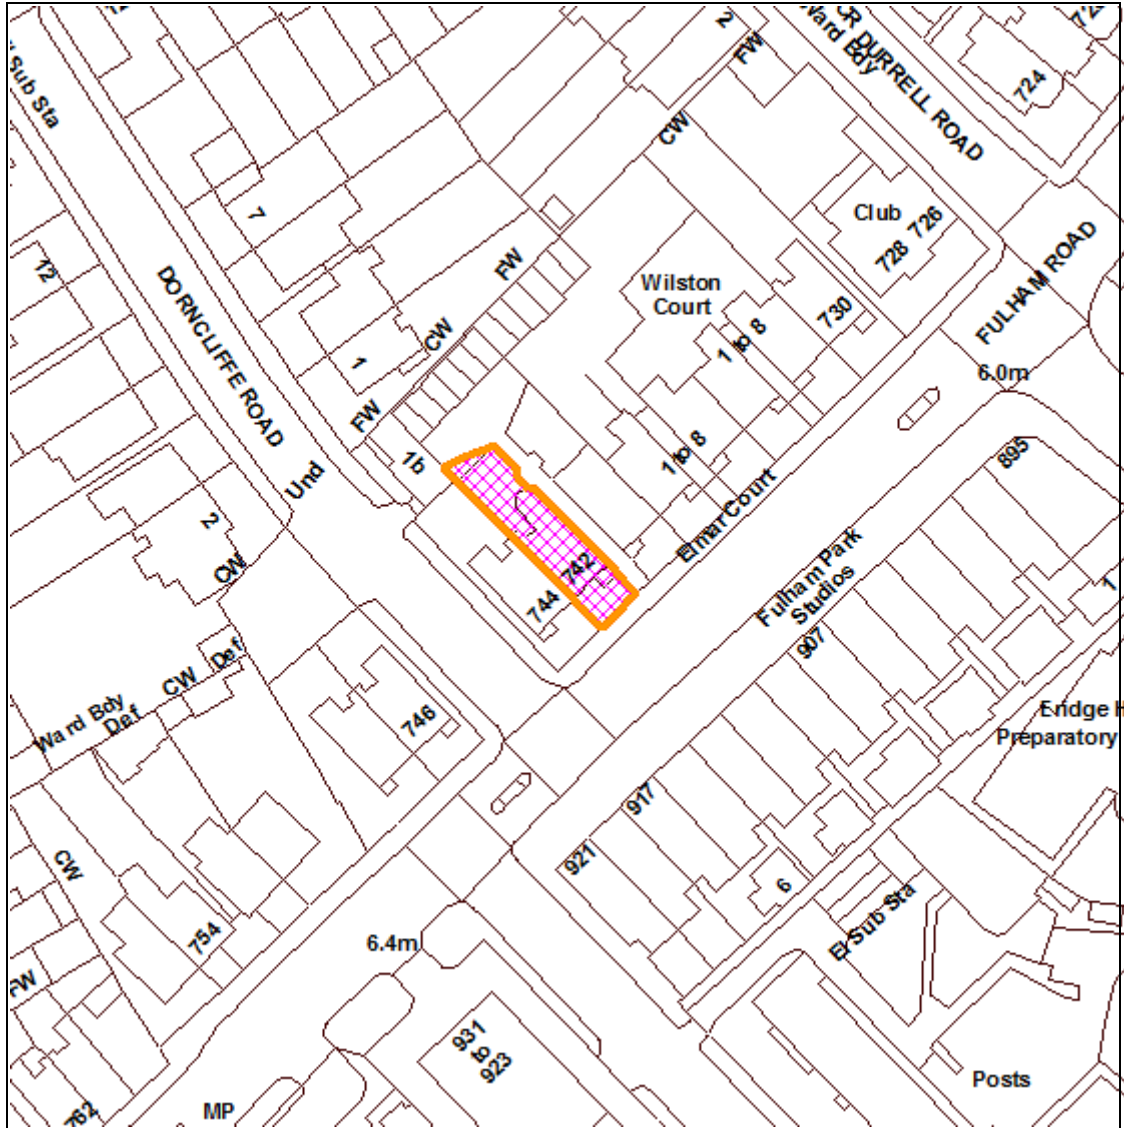 2
FW
Ward Bdy
DURRELL ROAD
724
Sub Sta
CW
Club
726
728
7
12
DORNCLIFFE ROAD
FW
Wilston
Court
FULHAM ROAD
730
1 to 8
CW
1
6.0m
FW
1b
1 to 8
895
Und
Elmar Court
2
CW
742
744
Fulham Park
Studios
907
1
Def
CW
Ward Bdy
Def
746
Preparatory
917
921
CW
6
El Sub Sta
754
6.4m
FW
931
to
923
Posts
MP
762